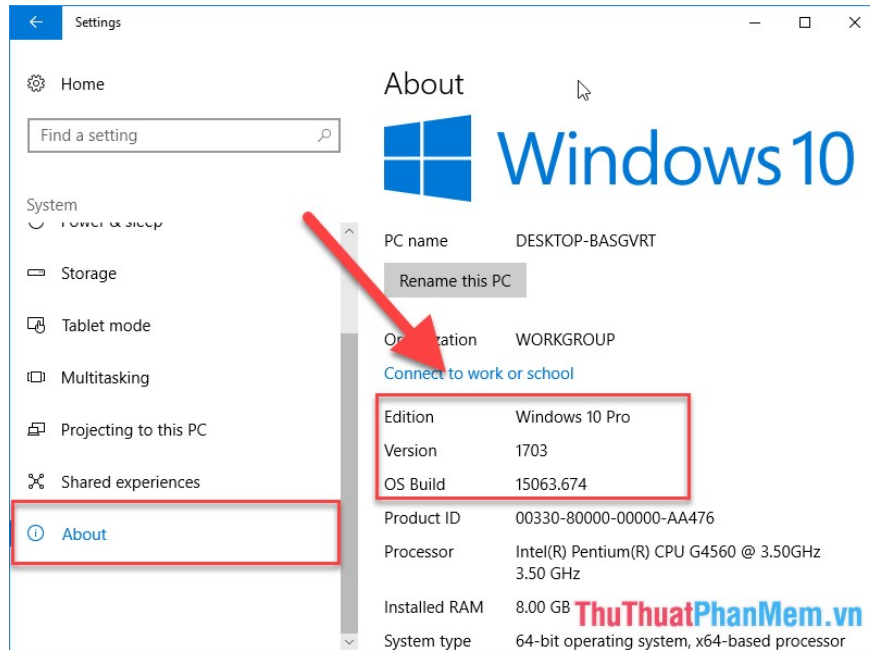 Settings
Home
Find a setting
System
Power & sleep
Storage
Tablet mode
Multitasking
Projecting to this PC
Shared experiences
About
About
Windows 10
PC name DESKTOP-BASGVRT
Rename this PC
Organization WORKGROUP
Connect to work or school
Edition Windows 10 Pro
Version 1703
OS Build 15063.674
Product ID 00330-80000-00000-AA476
Processor Intel(R) Pentium(R) CPU G4560 @ 3.50GHz
3.50 GHz
Installed RAM 8.00 GB
ThuThuatPhanMem.vn
System type 64-bit operating system, x64-based processor